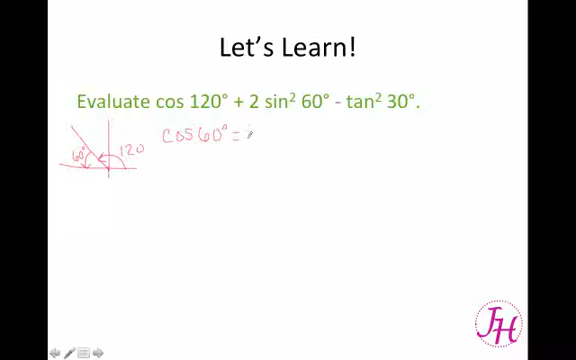 Let's Learn!
Evaluate cos 120° + 2 sin² 60° - tan² 30°.
cos 60° =
60° 120
JH